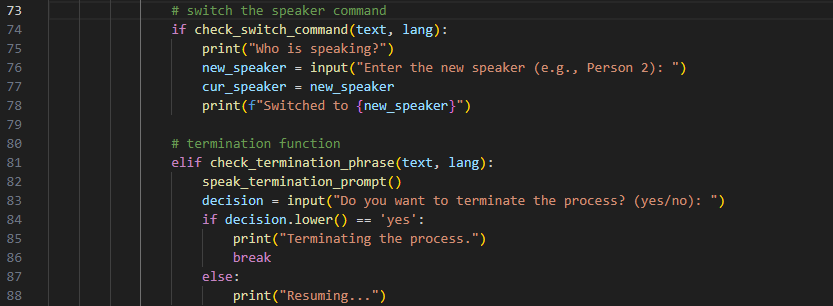 73 # switch the speaker command
74 if check_switch_command(text, lang):
75 print("Who is speaking?")
76 new_speaker = input("Enter the new speaker (e.g., Person 2): ")
77 cur_speaker = new_speaker
78 print(f"Switched to {new_speaker}")
79
80 # termination function
81 elif check_termination_phrase(text, lang):
82 speak_termination_prompt()
83 decision = input("Do you want to terminate the process? (yes/no): ")
84 if decision.lower() == 'yes':
85 print("Terminating the process.")
86 break
87 else:
88 print("Resuming...")